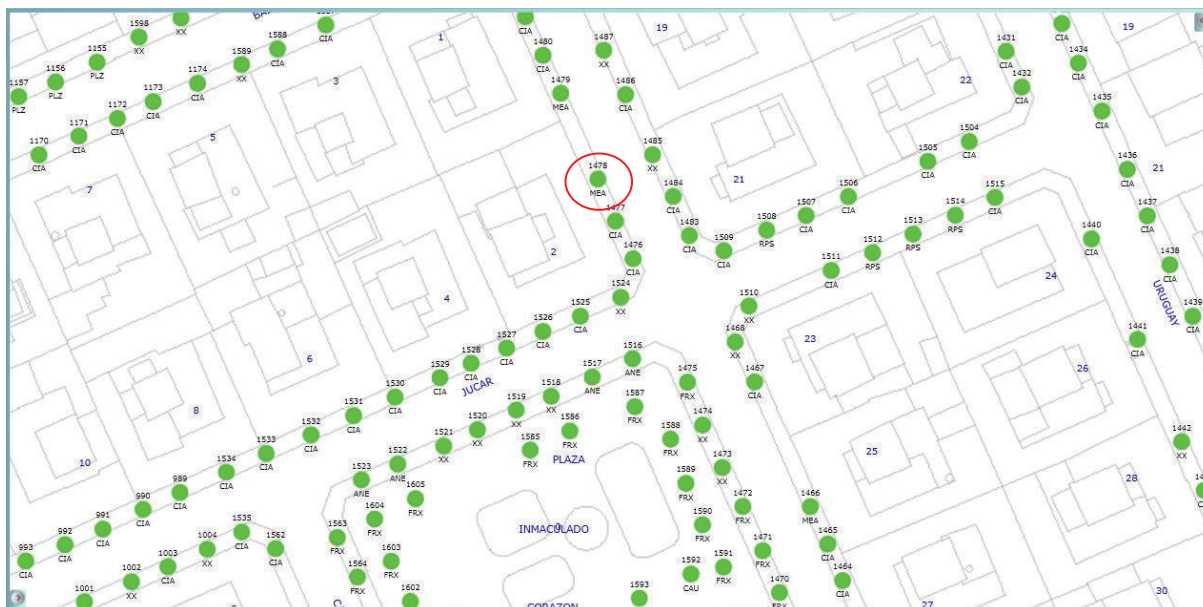 BA
1598
XX
XX
1155
PLZ
1156
PLZ
1157
PLZ
1588
CIA
CIA
1589
XX
1174
CIA
1173
CIA
1172
CIA
1171
CIA
1170
CIA
1
3
5
7
CIA
1480
CIA
1479
MEA
1478
MEA
1477
CIA
1476
CIA
1487
XX
1486
CIA
1485
XX
1484
CIA
1483
CIA
19
21
22
19
21
CIA
1431
CIA
1432
CIA
1434
CIA
1435
CIA
1436
CIA
1437
CIA
1438
CIA
1439
CIA
URUGUAY
1504
CIA
1505
CIA
1506
CIA
1507
CIA
1508
RPS
1509
CIA
1515
CIA
1514
RPS
1513
RPS
1512
RPS
1511
CIA
1510
XX
1440
CIA
1441
CIA
1442
XX
24
26
28
30
23
25
27
2
4
6
8
10
1524
XX
1525
CIA
1526
CIA
1527
CIA
1528
CIA
1529
CIA
JUCAR
1530
CIA
1531
CIA
1532
CIA
1533
CIA
1534
CIA
989
CIA
990
CIA
991
CIA
992
CIA
993
CIA
1516
ANE
1517
ANE
1518
XX
1519
XX
1520
XX
1521
XX
1522
ANE
1523
ANE
1468
XX
1467
CIA
1466
MEA
1465
CIA
1464
CIA
1475
FRX
1474
XX
1473
XX
1472
FRX
1471
FRX
1470
FRX
1587
FRX
1586
FRX
1585
FRX
1588
FRX
1589
FRX
1590
FRX
1591
FRX
1592
CAU
1593
1605
FRX
1604
FRX
1603
FRX
1602
1563
FRX
1564
FRX
1535
CIA
1562
CIA
1004
XX
1003
CIA
1002
XX
1001
PLAZA
INMACULADO
9
CORAZON